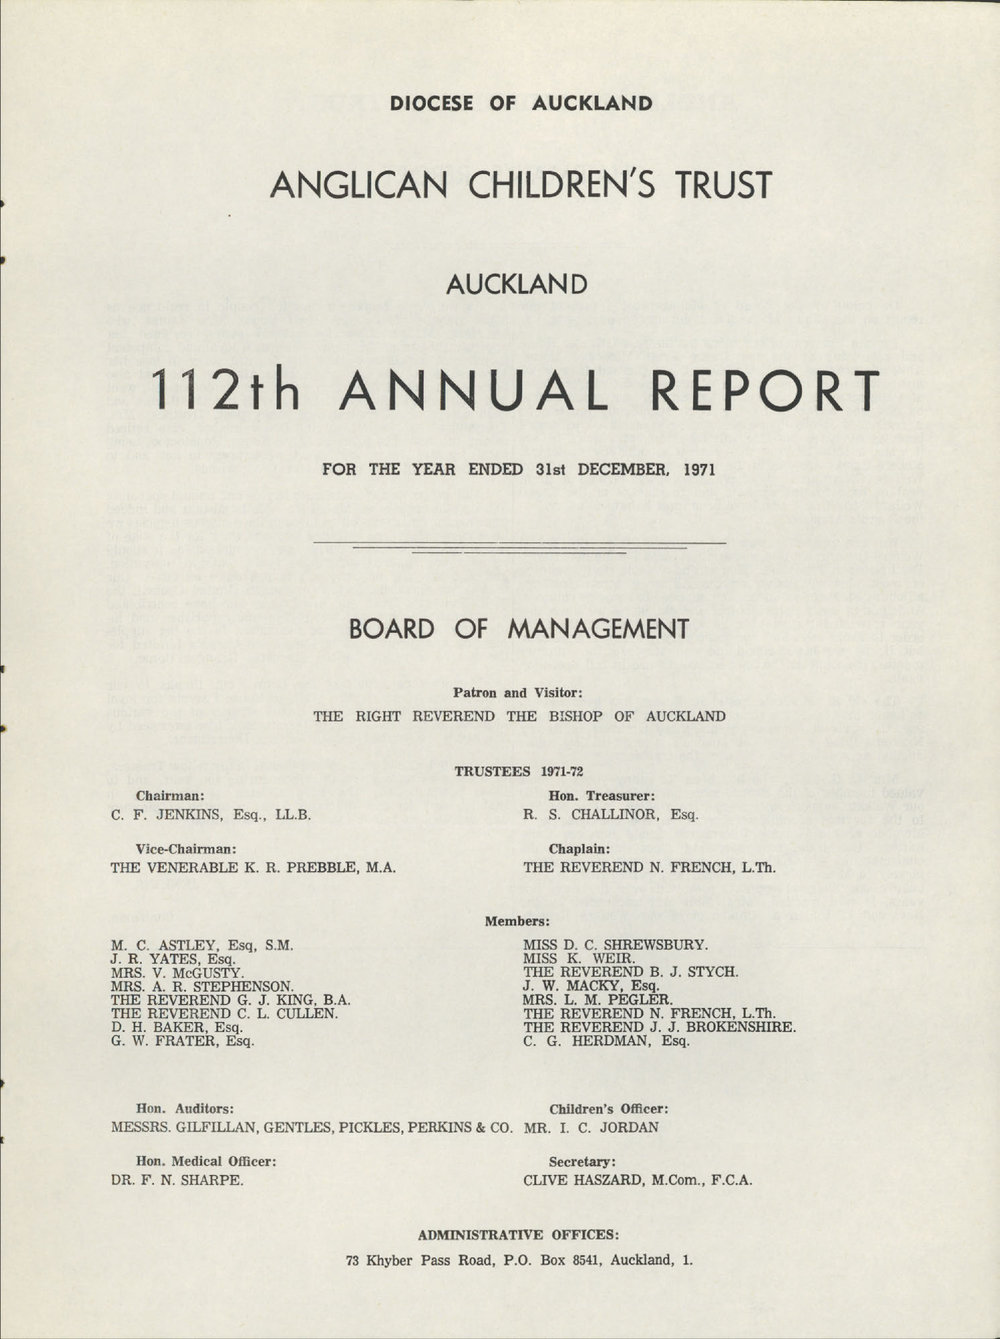 DIOCESE OF AUCKLAND
ANGLICAN CHILDREN'S TRUST
AUCKLAND
112th ANNUAL REPORT
FOR THE YEAR ENDED 31st DECEMBER, 1971
BOARD OF MANAGEMENT
Patron and Visitor:
THE RIGHT REVEREND THE BISHOP OF AUCKLAND
TRUSTEES 1971-72
Chairman:
C. F. JENKINS, Esq., LL.B.
Hon. Treasurer:
R. S. CHALLINOR, Esq.
Vice-Chairman:
THE VENERABLE K. R. PREBBLE, M.A.
Chaplain:
THE REVEREND N. FRENCH, L.Th.
Members:
M. C. ASTLEY, Esq, S.M.
J. R. YATES, Esq.
MRS. V. McGUSTY.
MRS. A. R. STEPHENSON.
THE REVEREND G. J. KING, B.A.
THE REVEREND C. L. CULLEN.
D. H. BAKER, Esq.
G. W. FRATER, Esq.
MISS D. C. SHREWSBURY.
MISS K. WEIR.
THE REVEREND B. J. STYCH.
J. W. MACKY, Esq.
MRS. L. M. PEGLER.
THE REVEREND N. FRENCH, L.Th.
THE REVEREND J. J. BROKENSHIRE.
C. G. HERDMAN, Esq.
Hon. Auditors:
MESSRS. GILFILLAN, GENTLES, PICKLES, PERKINS & CO.
Children's Officer:
MR. I. C. JORDAN
Hon. Medical Officer:
DR. F. N. SHARPE.
Secretary:
CLIVE HASZARD, M.Com., F.C.A.
ADMINISTRATIVE OFFICES:
73 Khyber Pass Road, P.O. Box 8541, Auckland, 1.